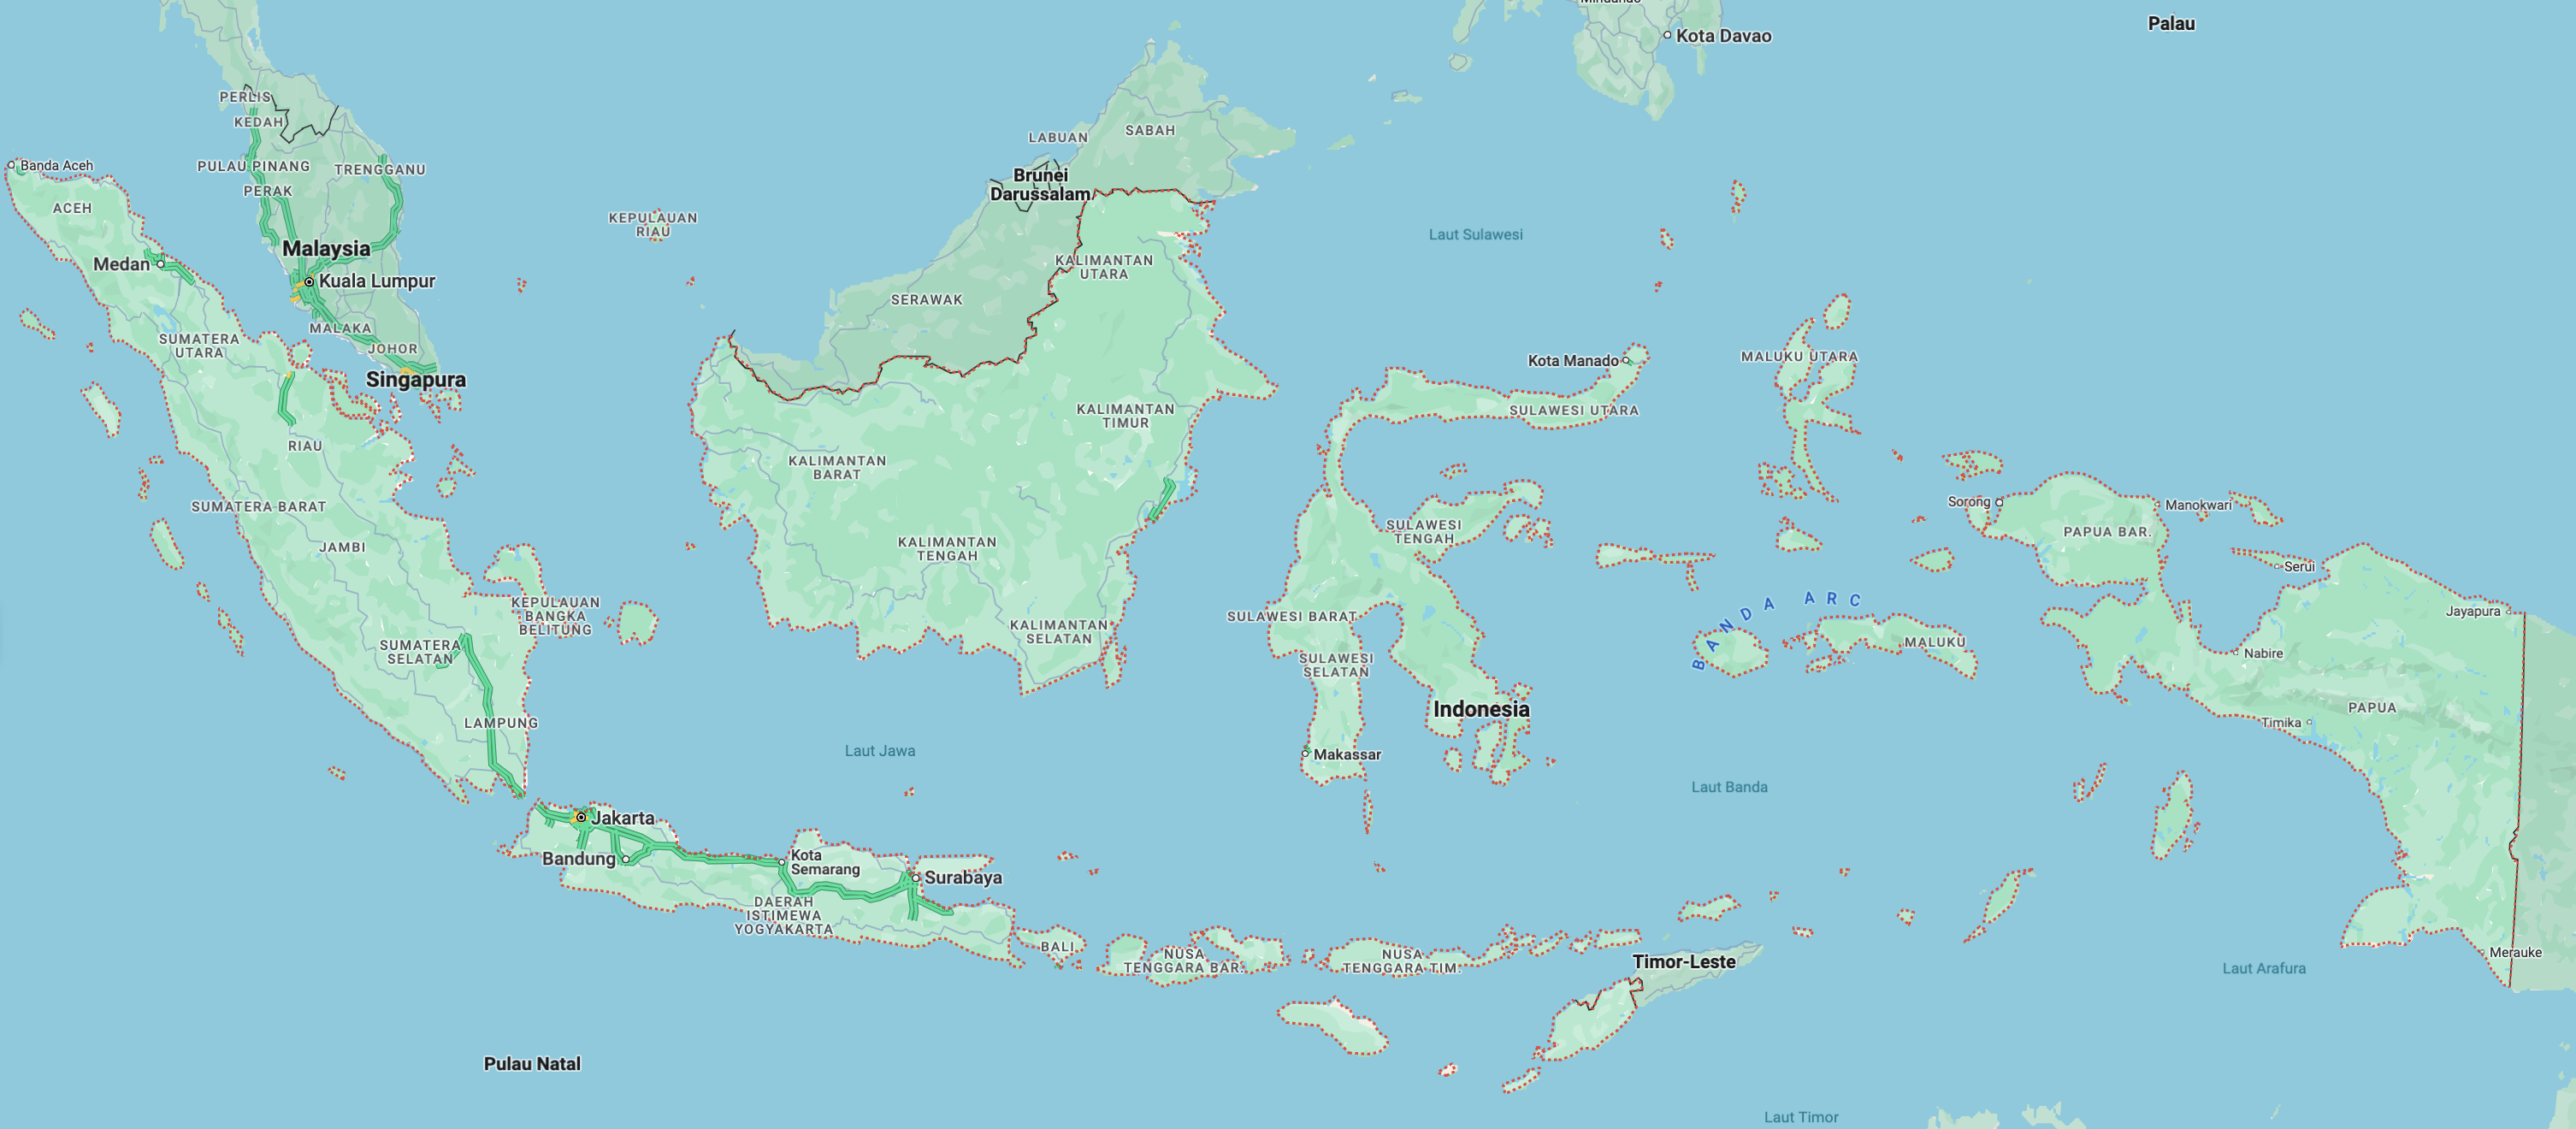 Mindanao
Palau
Kota Davao
PERLIS
KEDAH
LABUAN
SABAH
Banda Aceh
PULAU PINANG
TRENGGANU
PERAK
Brunei
Darussalam
ACEH
KEPULAUAN
RIAU
Laut Sulawesi
Malaysia
Medan
KALIMANTAN
UTARA
Kuala Lumpur
SERAWAK
MALAKA
SUMATERA
UTARA
JOHOR
MALUKU UTARA
Kota Manado
Singapura
KALIMANTAN
TIMUR
SULAWESI UTARA
RIAU
KALIMANTAN
BARAT
SUMATERA BARAT
Sorong
Manokwari
SULAWESI
TENGAH
PAPUA BAR.
JAMBI
KALIMANTAN
TENGAH
Serui
KEPULAUAN
BANGKA
BELITUNG
BANDA ARC
Jayapura
SULAWESI BARAT
KALIMANTAN
SELATAN
MALUKU
SUMATERA
SELATAN
Nabire
SULAWESI
SELATAN
Indonesia
PAPUA
LAMPUNG
Timika
Laut Jawa
Makassar
Laut Banda
Jakarta
Bandung
Kota
Semarang
Surabaya
DAERAH
ISTIMEWA
YOGYAKARTA
BALI
NUSA
TENGGARA BAR.
NUSA
TENGGARA TIM.
Timor-Leste
Merauke
Laut Arafura
Pulau Natal
Laut Timor